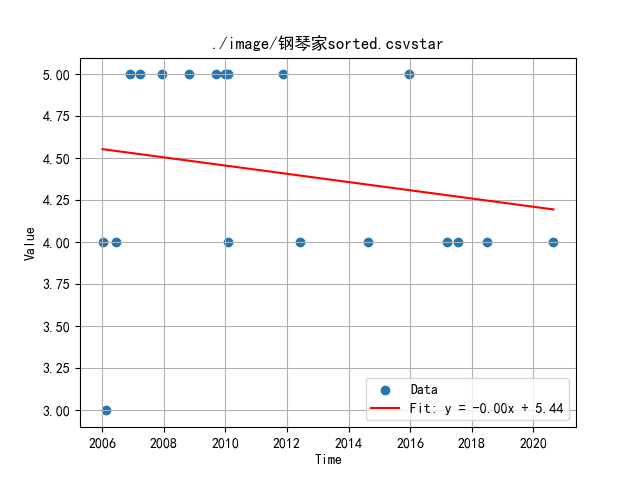 ./image/钢琴家sorted.csvstar
5.00
4.75
4.50
4.25
4.00
3.75
3.50
3.25
3.00
Value
Data
Fit: y = -0.00x + 5.44
2006 2008 2010 2012 2014 2016 2018 2020
Time